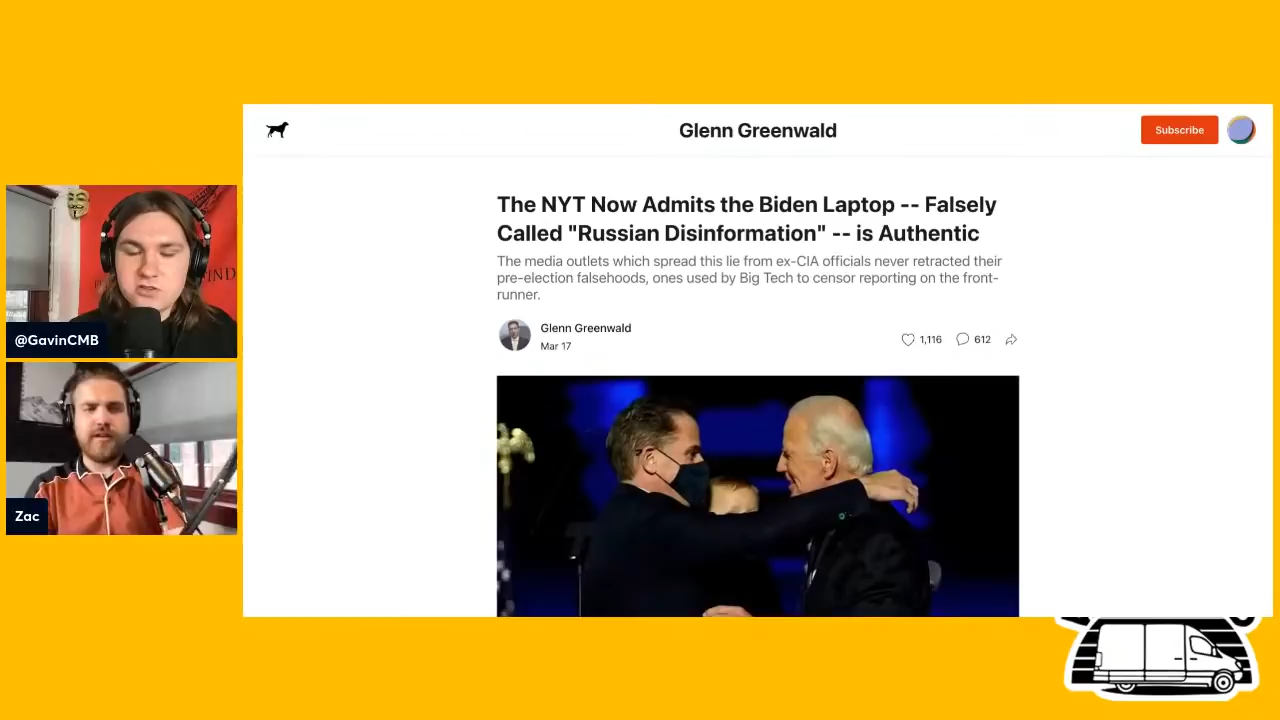 Glenn Greenwald
Subscribe
The NYT Now Admits the Biden Laptop -- Falsely
Called "Russian Disinformation" -- is Authentic
The media outlets which spread this lie from ex-CIA officials never retracted their
pre-election falsehoods, ones used by Big Tech to censor reporting on the front-
runner.
Glenn Greenwald
Mar 17
1,116
612
@GavinCMB
Zac